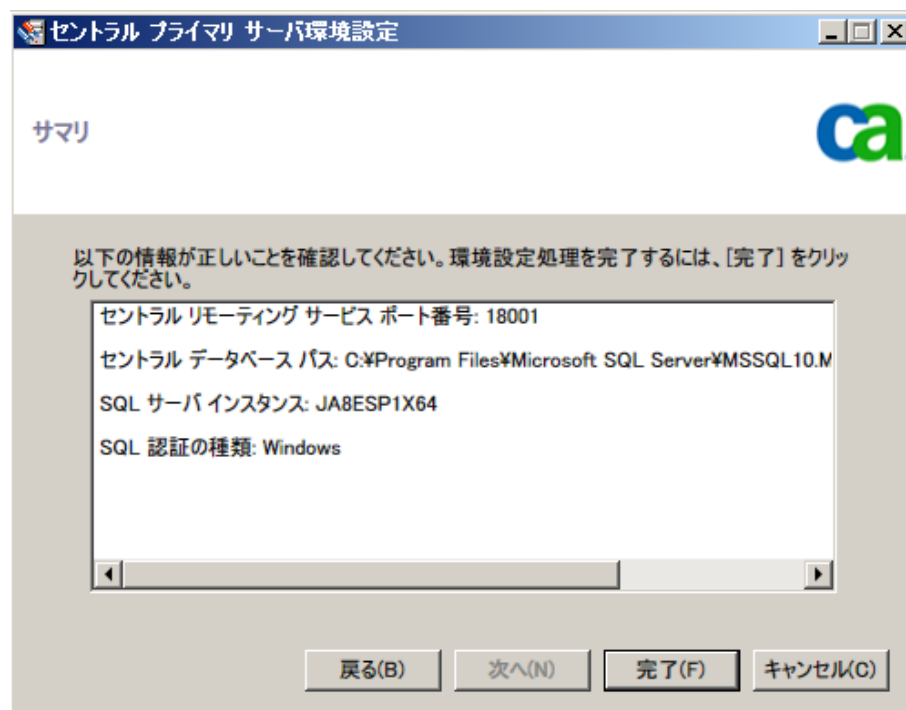 セントラル プライマリ サーバ環境設定
サマリ
ca
以下の情報が正しいことを確認してください。環境設定処理を完了するには、[完了] をクリッ
クしてください。
セントラル リモーティング サービス ポート番号: 18001
セントラル データベース パス: C:¥Program Files¥Microsoft SQL Server¥MSSQL10.M
SQL サーバ インスタンス: JA8ESP1X64
SQL 認証の種類: Windows
戻る(B) 次へ(N) 完了(F) キャンセル(C)